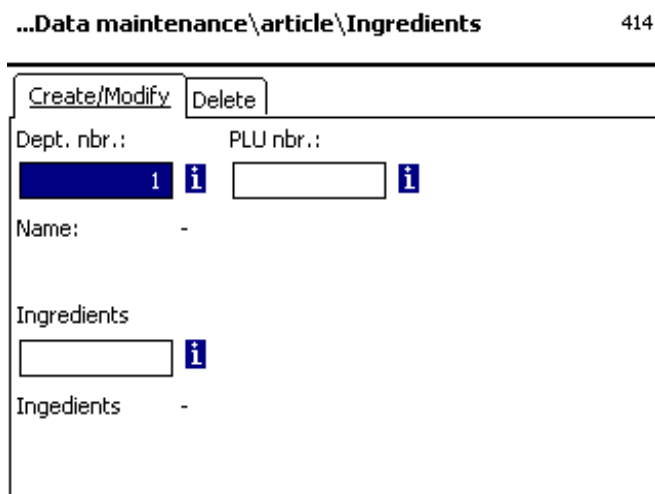 ...Data maintenance\article\Ingredients 414
Create/Modify Delete
Dept. nbr.: PLU nbr.:
1 i i
Name: -
Ingredients
i
Ingedients -